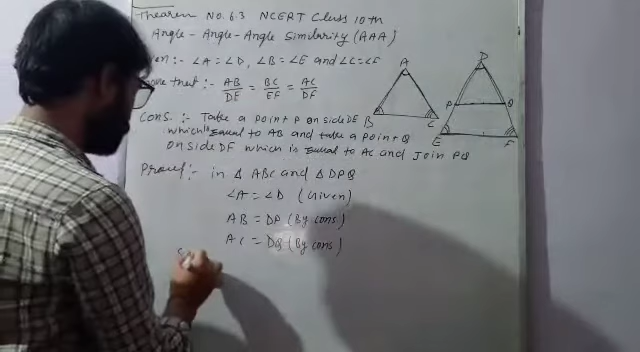 Theorem NO. 6.3 NCERT Class 10th
Angle-Angle-Angle Similarity (AAA)
:- ∠A = ∠D, ∠B = ∠E and ∠C = ∠F
that :- AB/DE = BC/EF = AC/DF
Cons. :- Take a point P on side DE
which is equal to AB and take a point Q
on side DF which is equal to AC and Join PQ
Proof :- in Δ ABC and Δ DPQ
∠A = ∠D (Given)
AB = DP (By cons)
AC = DQ (By cons)
A
B
C
D
P
Q
E
F